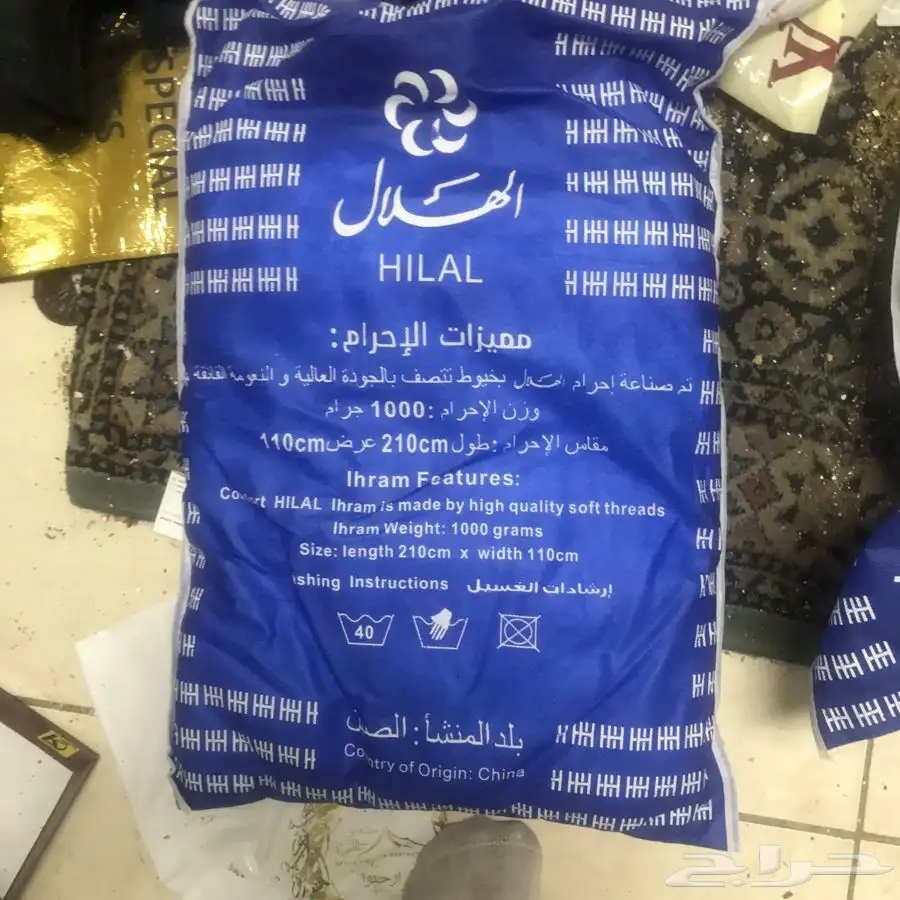 SPECIAL
الهلال
HILAL
مميزات الإحرام:
تم صناعة إحرام الهلال بخيوط تتصف بالجودة العالية و النعومة الفائقة
وزن الإحرام: 1000 جرام
مقاس الإحرام: طول 210cm عرض 110cm
Ihram Features:
HILAL Ihram is made by high quality soft threads
Ihram Weight: 1000 grams
Size: length 210cm x width 110cm
Instructions إرشادات الغسيل
40
بلد المنشأ: الصين
Country of Origin: China
حراج